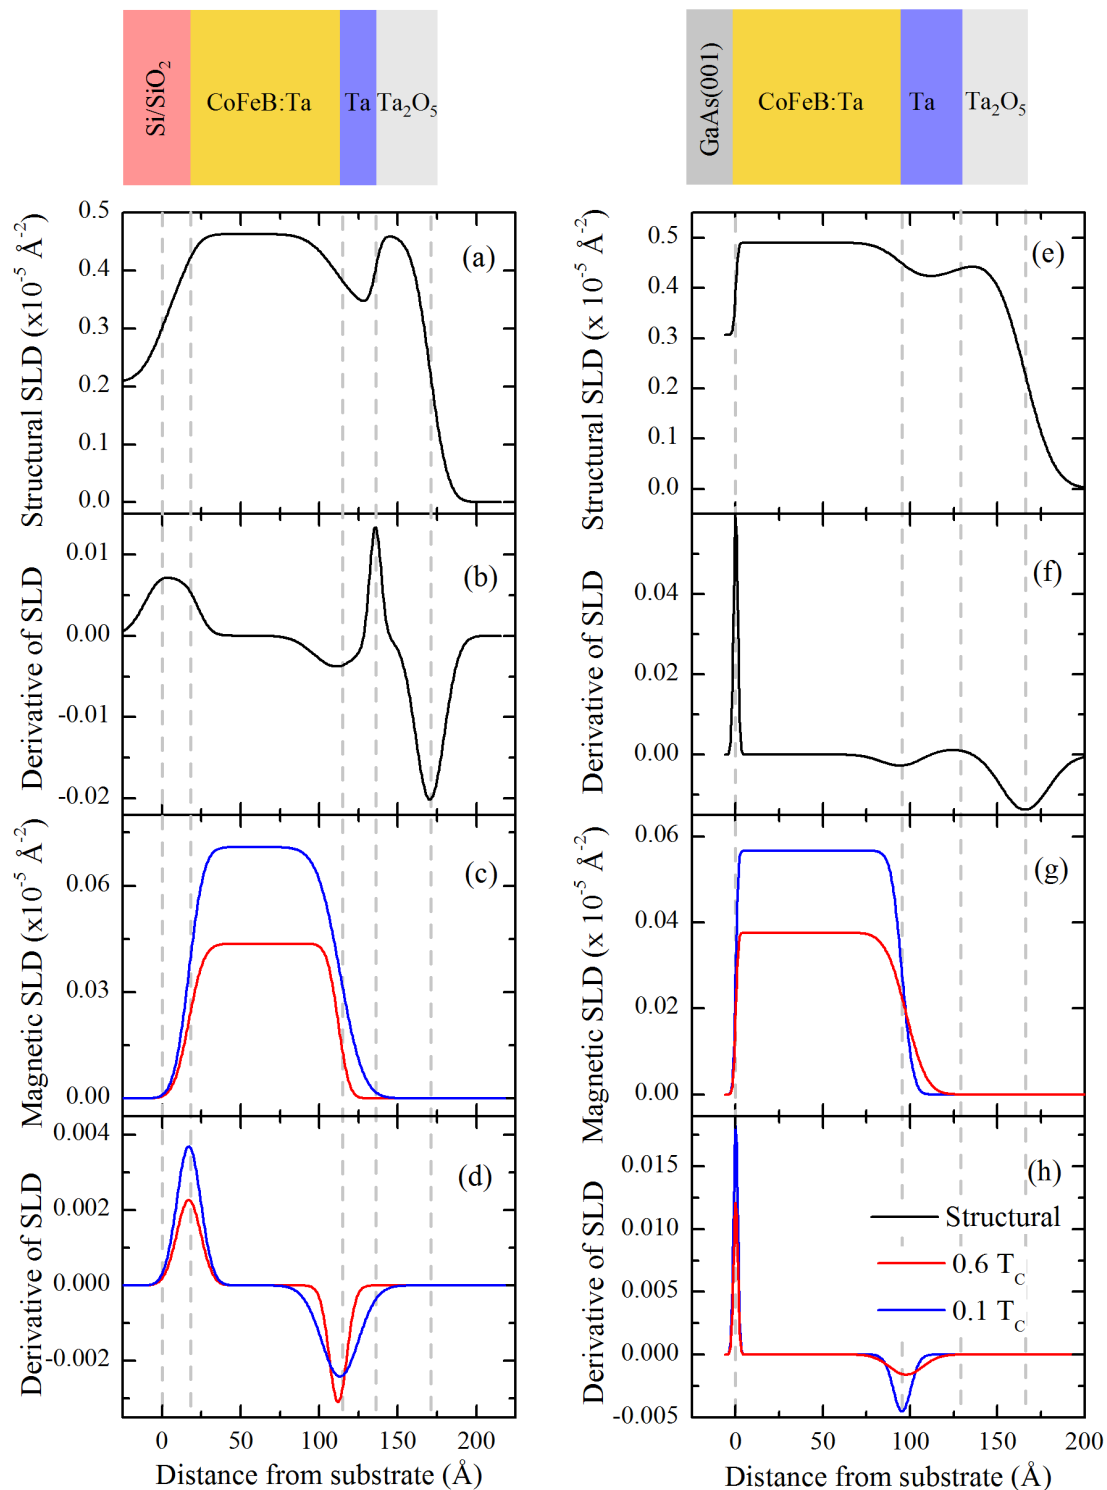 Si/SiO2
CoFeB:Ta
Ta
Ta2O5
GaAs(001)
CoFeB:Ta
Ta
Ta2O5
Structural SLD (x10-5 Å-2)
0.5
0.4
0.3
0.2
0.1
0.0
(a)
Derivative of SLD
0.01
0.00
-0.01
-0.02
(b)
Magnetic SLD (x10-5 Å-2)
0.06
0.03
0.00
(c)
Derivative of SLD
0.004
0.002
0.000
-0.002
(d)
0
50
100
150
200
Distance from substrate (Å)
Structural SLD (x 10-5 Å-2)
0.5
0.4
0.3
0.2
0.1
0.0
(e)
Derivative of SLD
0.04
0.02
0.00
(f)
Magnetic SLD (x 10-5 Å-2)
0.06
0.04
0.02
0.00
(g)
Derivative of SLD
0.015
0.010
0.005
0.000
-0.005
(h)
Structural
0.6 TC
0.1 TC
0
50
100
150
200
Distance from substrate (Å)